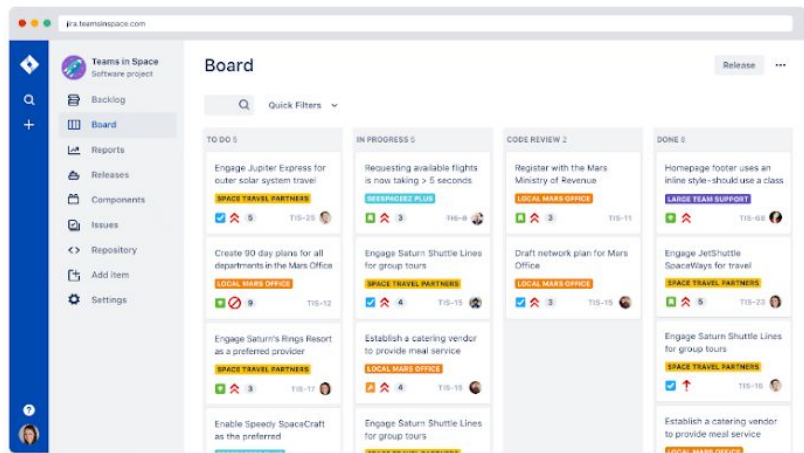 jira.teamsinspace.com
Teams in Space
Software project
Backlog
Board
Reports
Releases
Components
Issues
Repository
Add item
Settings
Board
Release
Quick Filters
TO DO 5
Engage Jupiter Express for
outer solar system travel
SPACE TRAVEL PARTNERS
5 TIS-25
Create 90 day plans for all
departments in the Mars Office
LOCAL MARS OFFICE
9 TIS-12
Engage Saturn's Rings Resort
as a preferred provider
SPACE TRAVEL PARTNERS
3 TIS-17
Enable Speedy SpaceCraft
as the preferred
IN PROGRESS 5
Requesting available flights
is now taking > 5 seconds
SEESPACEEZ PLUS
3 TIS-8
Engage Saturn Shuttle Lines
for group tours
SPACE TRAVEL PARTNERS
4 TIS-15
Establish a catering vendor
to provide meal service
LOCAL MARS OFFICE
4 TIS-15
Engage Saturn Shuttle Lines
for group tours
SPACE TRAVEL PARTNERS
CODE REVIEW 2
Register with the Mars
Ministry of Revenue
LOCAL MARS OFFICE
3 TIS-11
Draft network plan for Mars
Office
LOCAL MARS OFFICE
3 TIS-15
DONE 8
Homepage footer uses an
inline style-should use a class
LARGE TEAM SUPPORT
TIS-68
Engage JetShuttle
SpaceWays for travel
SPACE TRAVEL PARTNERS
5 TIS-23
Engage Saturn Shuttle Lines
for group tours
SPACE TRAVEL PARTNERS
TIS-16
Establish a catering vendor
to provide meal service
LOCAL MARS OFFICE